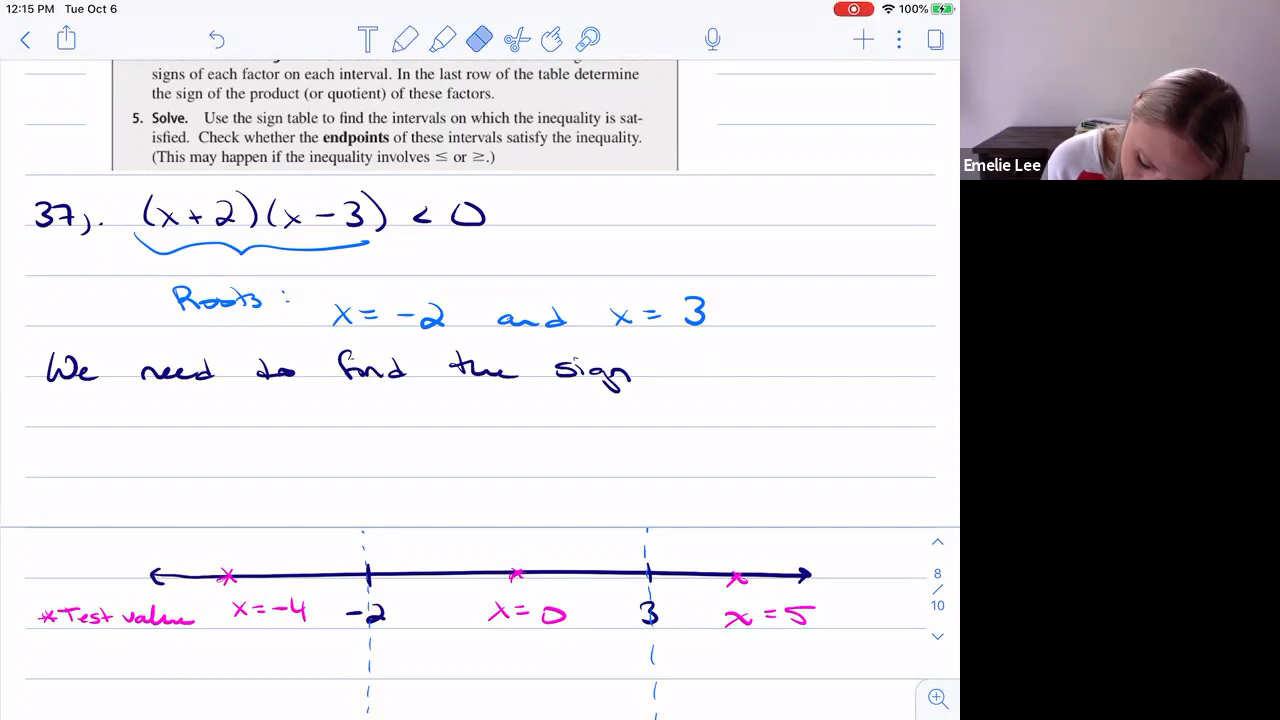 12:15 PM Tue Oct 6
100%
signs of each factor on each interval. In the last row of the table determine
the sign of the product (or quotient) of these factors.
5. Solve. Use the sign table to find the intervals on which the inequality is sat-
isfied. Check whether the endpoints of these intervals satisfy the inequality.
(This may happen if the inequality involves ≤ or ≥.)
Emelie Lee
37). (x+2)(x-3) < 0
Roots: x = -2 and x = 3
We need to find the sign
*Test value x=-4 -2 x=0 3 x=5
8
/
10